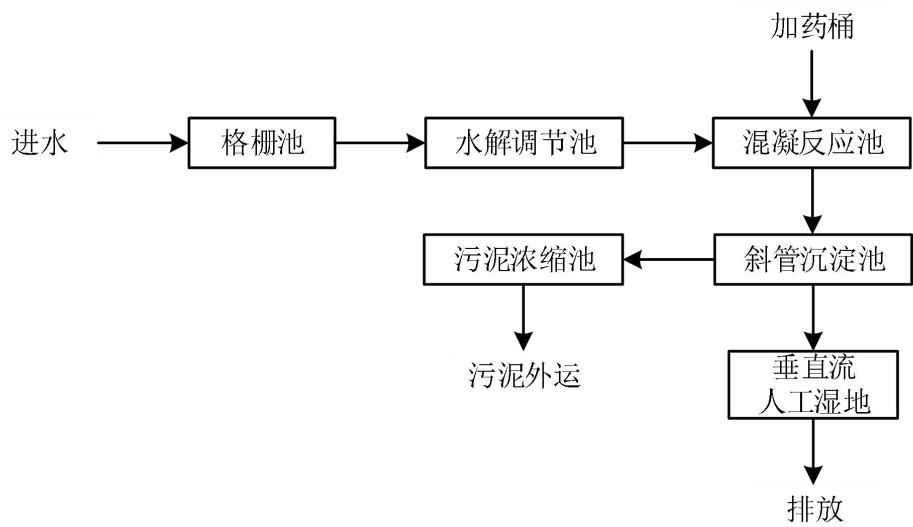 加药桶
进水
格栅池
水解调节池
混凝反应池
污泥浓缩池
斜管沉淀池
污泥外运
垂直流
人工湿地
排放